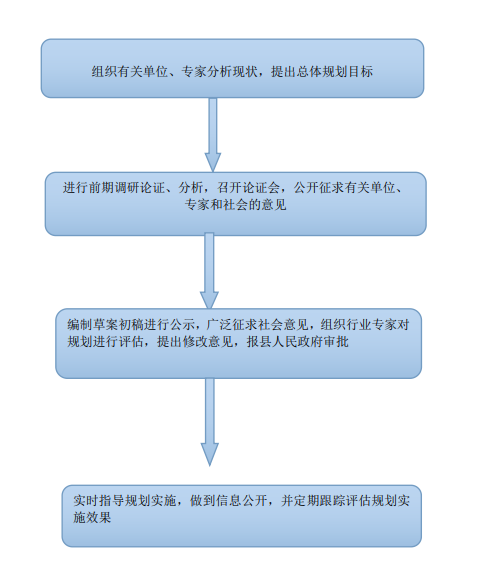 组织有关单位、专家分析现状，提出总体规划目标
进行前期调研论证、分析，召开论证会，公开征求有关单位、
专家和社会的意见
编制草案初稿进行公示，广泛征求社会意见，组织行业专家对
规划进行评估，提出修改意见，报县人民政府审批
实时指导规划实施，做到信息公开，并定期跟踪评估规划实
施效果